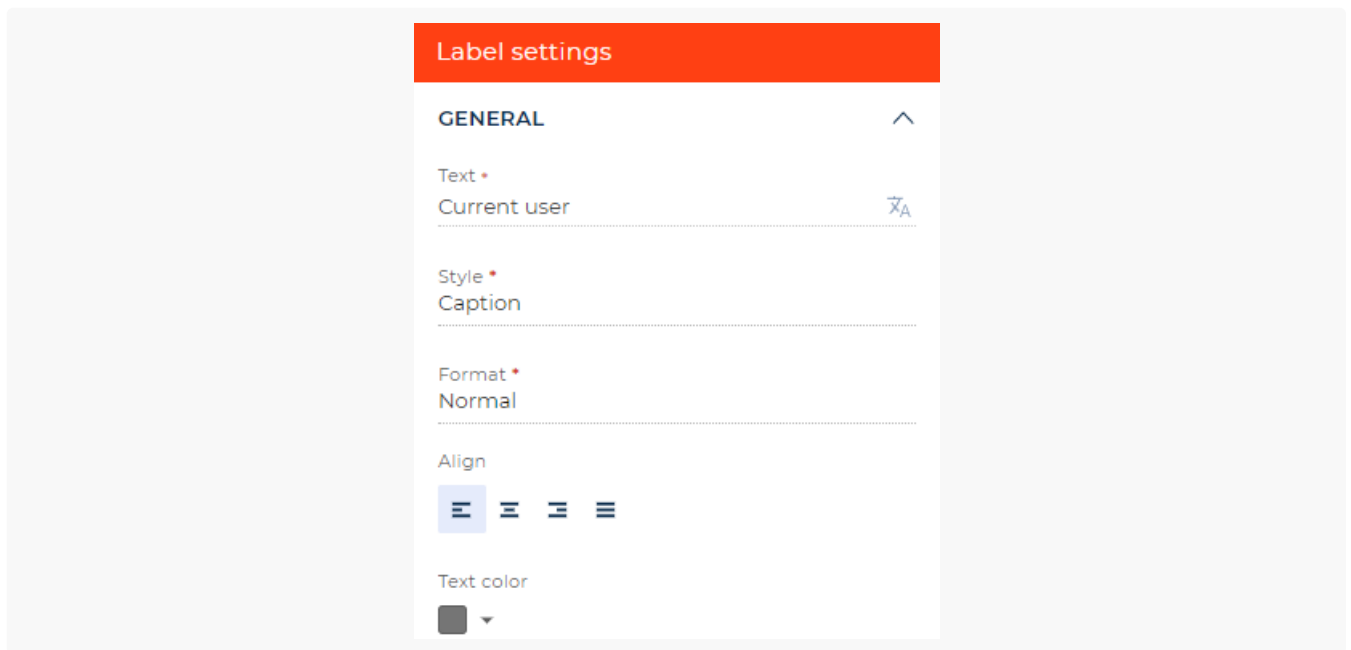 Label settings
GENERAL
Text *
Current user
Style *
Caption
Format *
Normal
Align
Text color